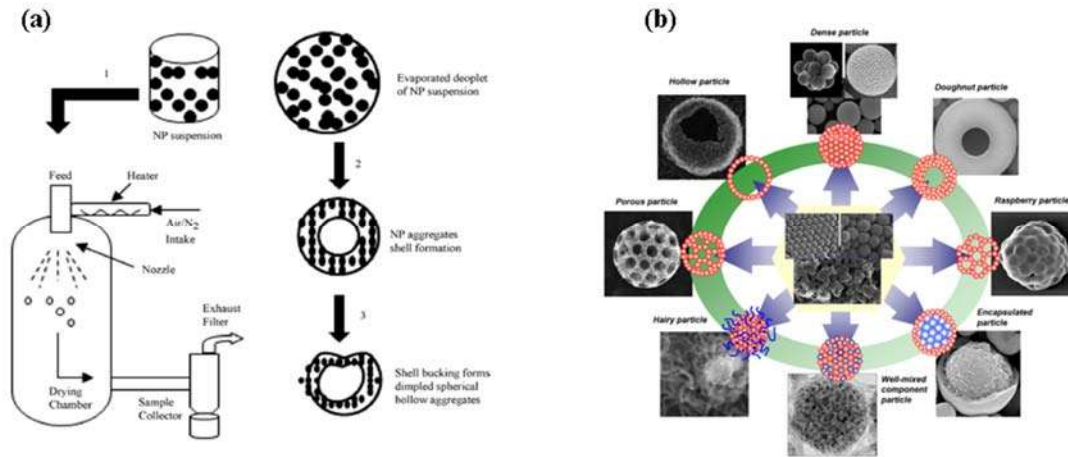 (a)
1
NP suspension
Feed
Heater
Air/N2
Intake
Nozzle
Exhaust
Filter
Drying
Chamber
Sample
Collector
Evaporated deoplet
of NP suspension
2
NP aggregates
shell formation
3
Shell bucking forms
dimpled spherical
hollow aggregates
(b)
Dense particle
Hollow particle
Doughnut particle
Porous particle
Raspberry particle
Hairy particle
Encapsulated
particle
Well-mixed
component
particle